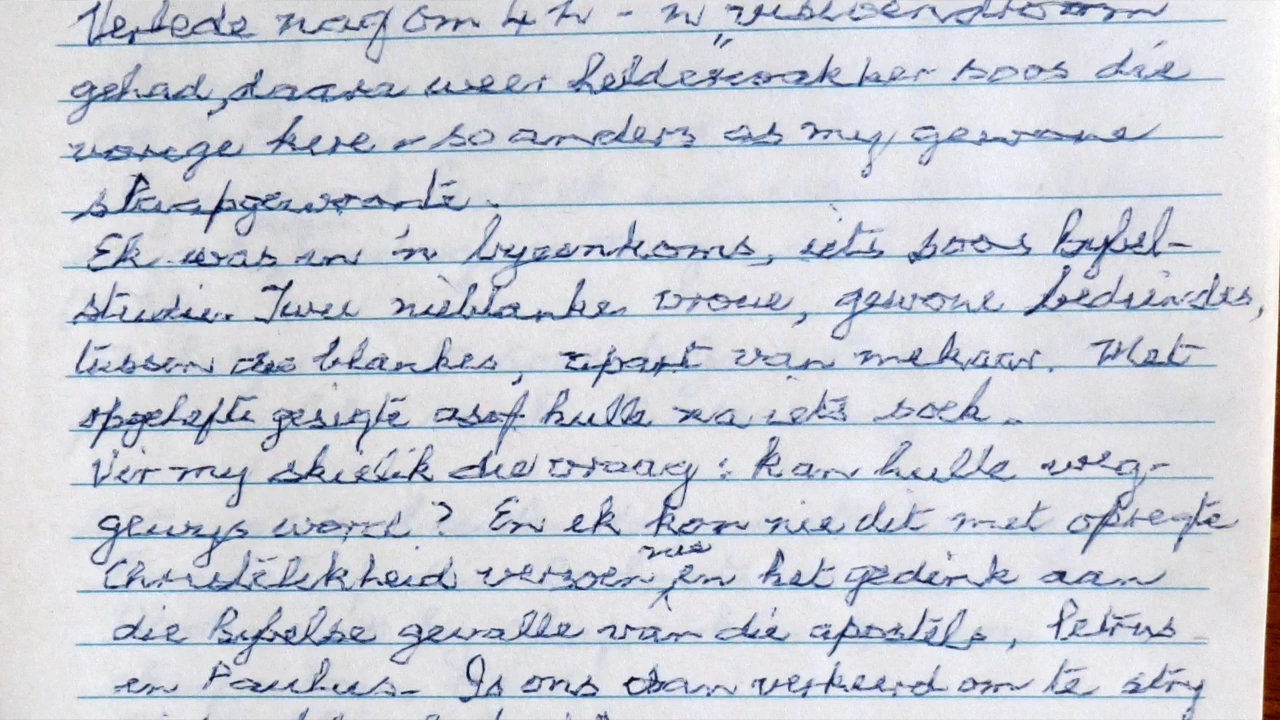 Verlede nag om 4 h - 'n visioendroom
gehad, daarna weer helderwakker soos die
vorige kere - so anders as my gewone
slaapgewoonte.
Ek was in 'n byeenkoms, iets soos Bybel-
studie. Twee nieblanke vroue, gewone bediendes,
tussen die blankes, apart van mekaar. Met
opgehefte gesigte asof hulle na iets soek.
Vir my skielik die vraag: kan hulle weg-
gewys word? En ek kon nie dit met opregte
Christelikheid versoen nie en het gedink aan
die Bybelse gevalle van die apostels, Petrus
en Paulus. Is ons dan verkeerd om te stry